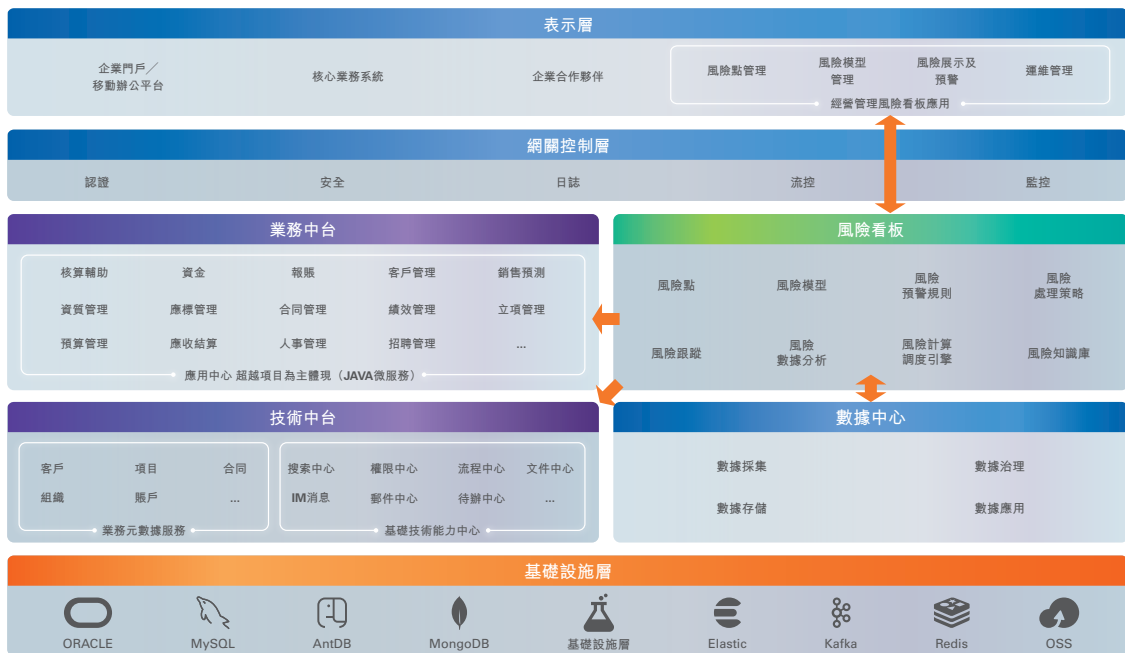 表示層
企業門戶／
移動辦公平台
核心業務系統
企業合作夥伴
風險點管理
風險模型
管理
風險展示及
預警
運維管理
經營管理風險看板應用
網關控制層
認證
安全
日誌
流控
監控
業務中台
核算輔助
資金
報賬
客戶管理
銷售預測
資質管理
應標管理
合同管理
績效管理
立項管理
預算管理
應收結算
人事管理
招聘管理
...
應用中心 超越項目為主體現（JAVA微服務）
風險看板
風險點
風險模型
風險
預警規則
風險
處理策略
風險跟蹤
風險
數據分析
風險計算
調度引擎
風險知識庫
技術中台
客戶
項目
合同
組織
賬戶
...
業務元數據服務
搜索中心
權限中心
流程中心
文件中心
IM消息
郵件中心
待辦中心
...
基礎技術能力中心
數據中心
數據採集
數據治理
數據存儲
數據應用
基礎設施層
ORACLE
MySQL
AntDB
MongoDB
基礎設施層
Elastic
Kafka
Redis
OSS